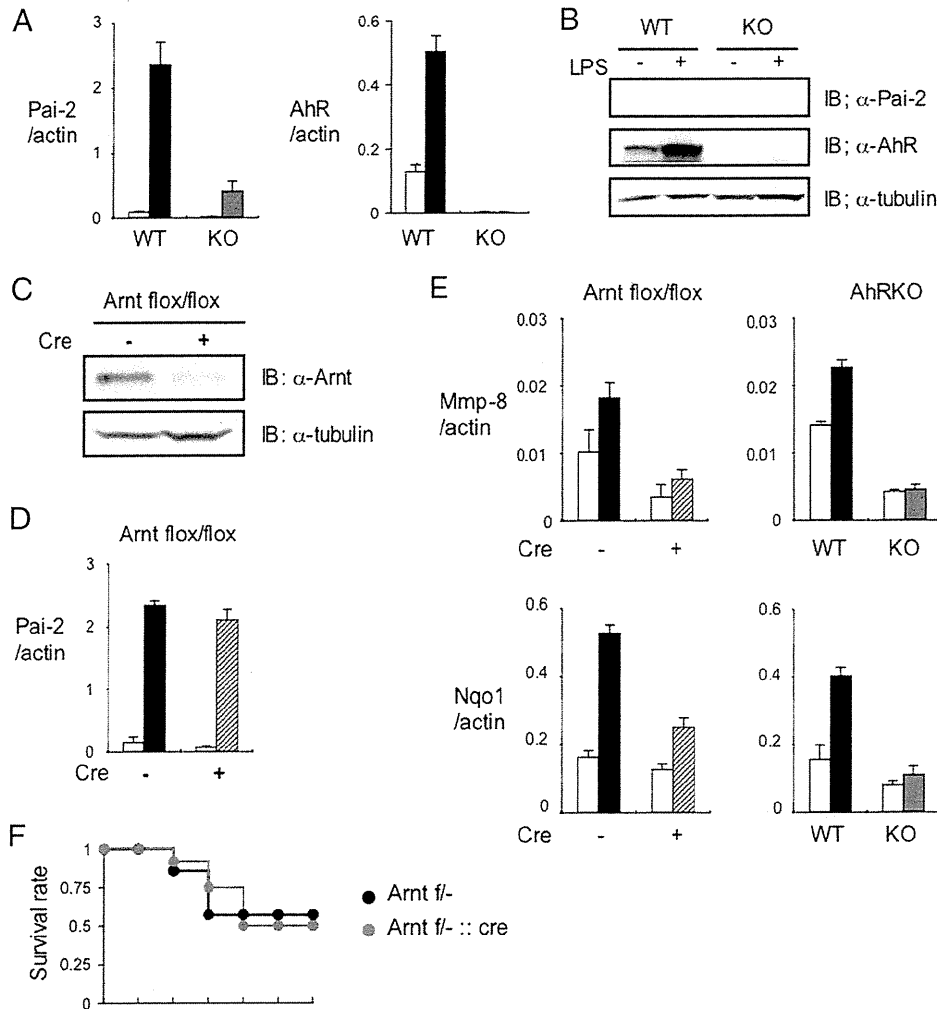 A
Pai-2
/actin
3
2
1
0
WT KO
AhR
/actin
0.6
0.4
0.2
0
WT KO
B
WT KO
LPS - + - +
IB; α-Pai-2
IB; α-AhR
IB; α-tubulin
C
Arnt flox/flox
Cre - +
IB: α-Arnt
IB: α-tubulin
D
Arnt flox/flox
Pai-2
/actin
3
2
1
0
Cre - +
E
Arnt flox/flox
Mmp-8
/actin
0.03
0.02
0.01
0
Cre - +
AhRKO
0.03
0.02
0.01
0
WT KO
Nqo1
/actin
0.6
0.4
0.2
0
Cre - +
0.6
0.4
0.2
0
WT KO
F
Survival rate
1
0.75
0.5
0.25
0
Arnt f/-
Arnt f/- :: cre